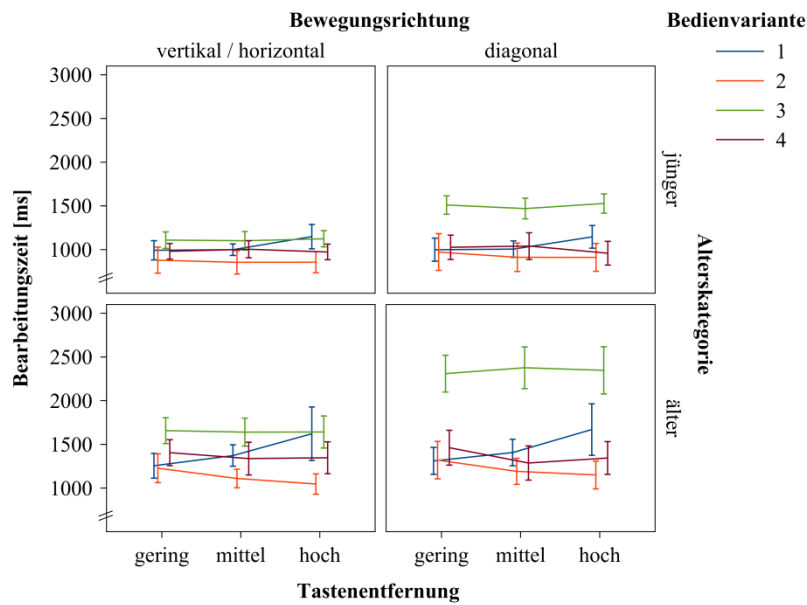 Bewegungsrichtung
Bedienvariante
vertikal / horizontal
diagonal
1
2
3
4
3000
2500
2000
1500
1000
jünger
Bearbeitungszeit [ms]
Alterskategorie
3000
2500
2000
1500
1000
älter
gering mittel hoch
gering mittel hoch
Tastenentfernung